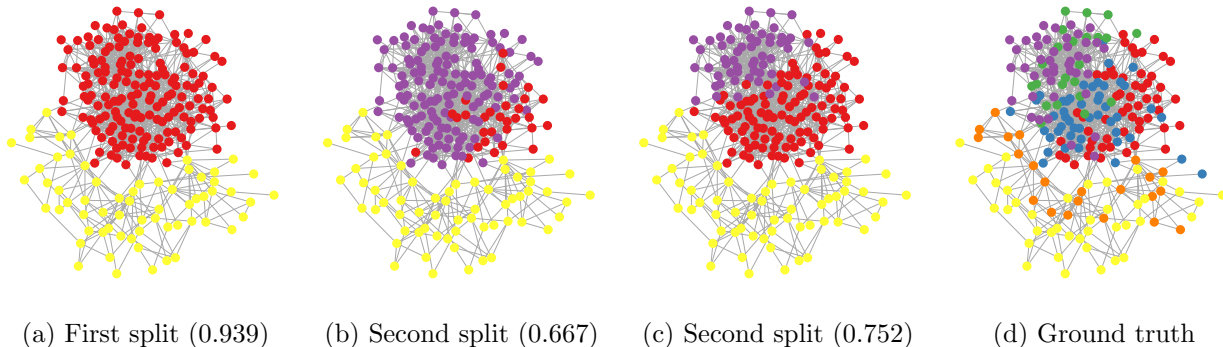 (a) First split (0.939)
(b) Second split (0.667)
(c) Second split (0.752)
(d) Ground truth